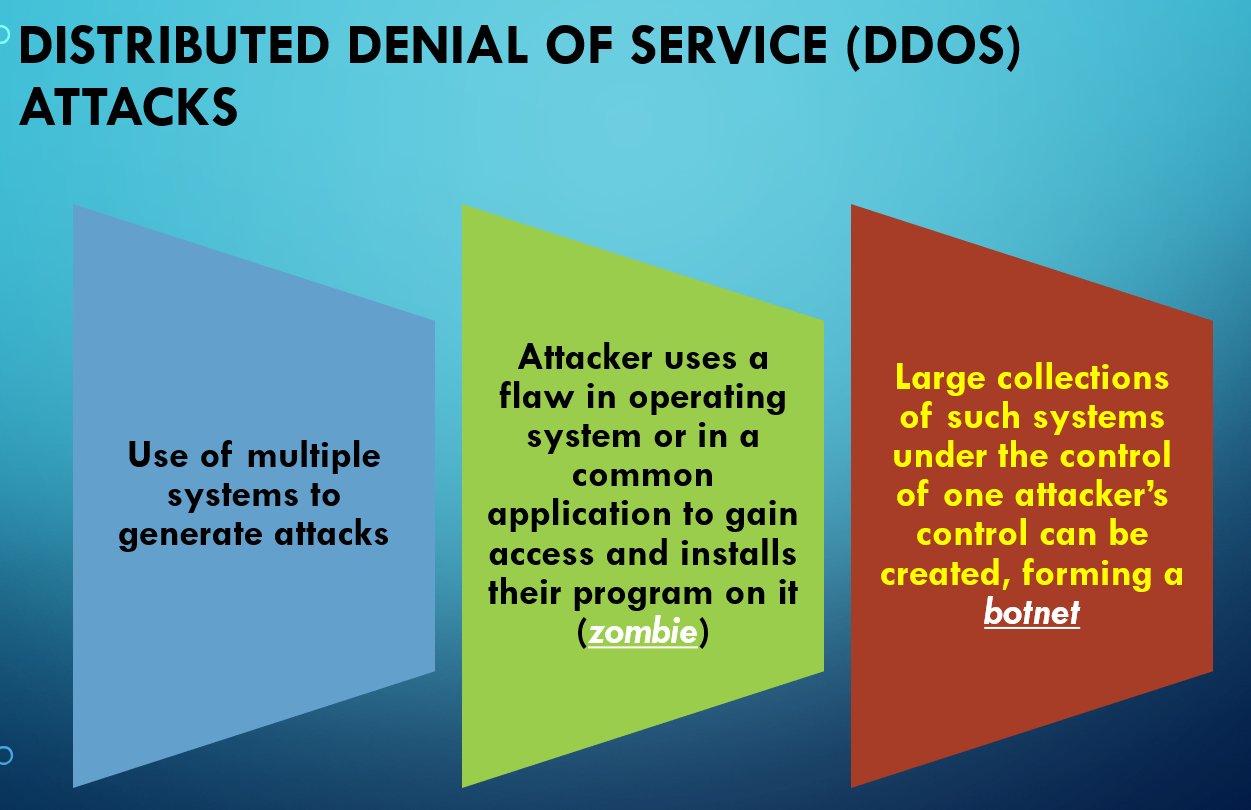 DISTRIBUTED DENIAL OF SERVICE (DDOS)
ATTACKS
Use of multiple
systems to
generate attacks
Attacker uses a
flaw in operating
system or in a
common
application to gain
access and installs
their program on it
(zombie)
Large collections
of such systems
under the control
of one attacker’s
control can be
created, forming a
botnet